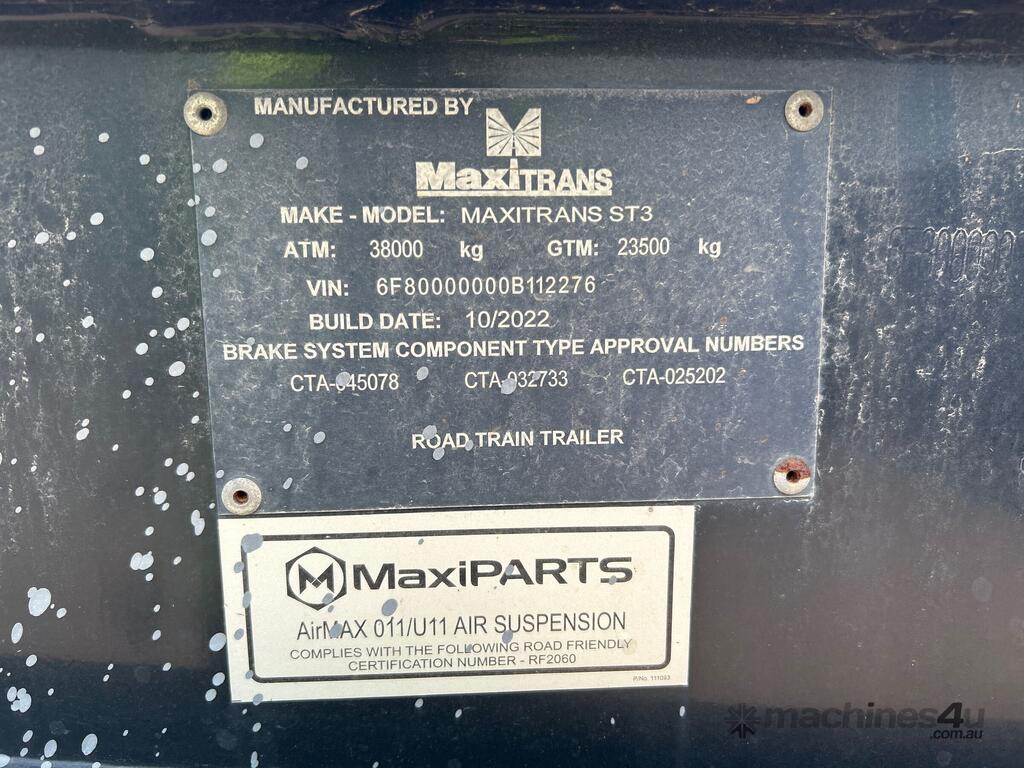 MANUFACTURED BY
MaxiTRANS
MAKE - MODEL: MAXITRANS ST3
ATM: 38000 kg GTM: 23500 kg
VIN: 6F80000000B112276
BUILD DATE: 10/2022
BRAKE SYSTEM COMPONENT TYPE APPROVAL NUMBERS
CTA-045078 CTA-032733 CTA-025202
ROAD TRAIN TRAILER
MaxiPARTS
AirMAX 011/U11 AIR SUSPENSION
COMPLIES WITH THE FOLLOWING ROAD FRIENDLY
CERTIFICATION NUMBER - RF2060
P/No. 111093
machines4u
.com.au